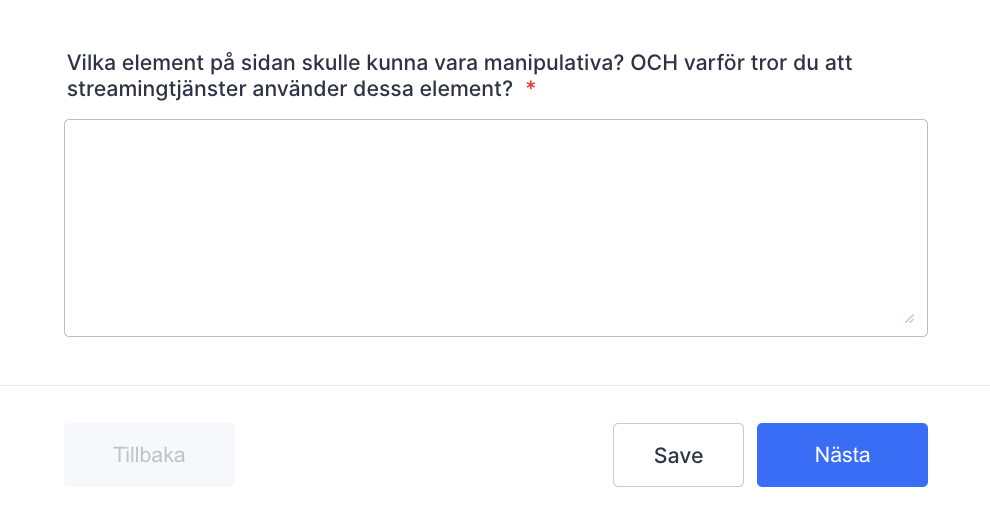 Vilka element på sidan skulle kunna vara manipulativa? OCH varför tror du att
streamingtjänster använder dessa element? *
Tillbaka
Save
Nästa